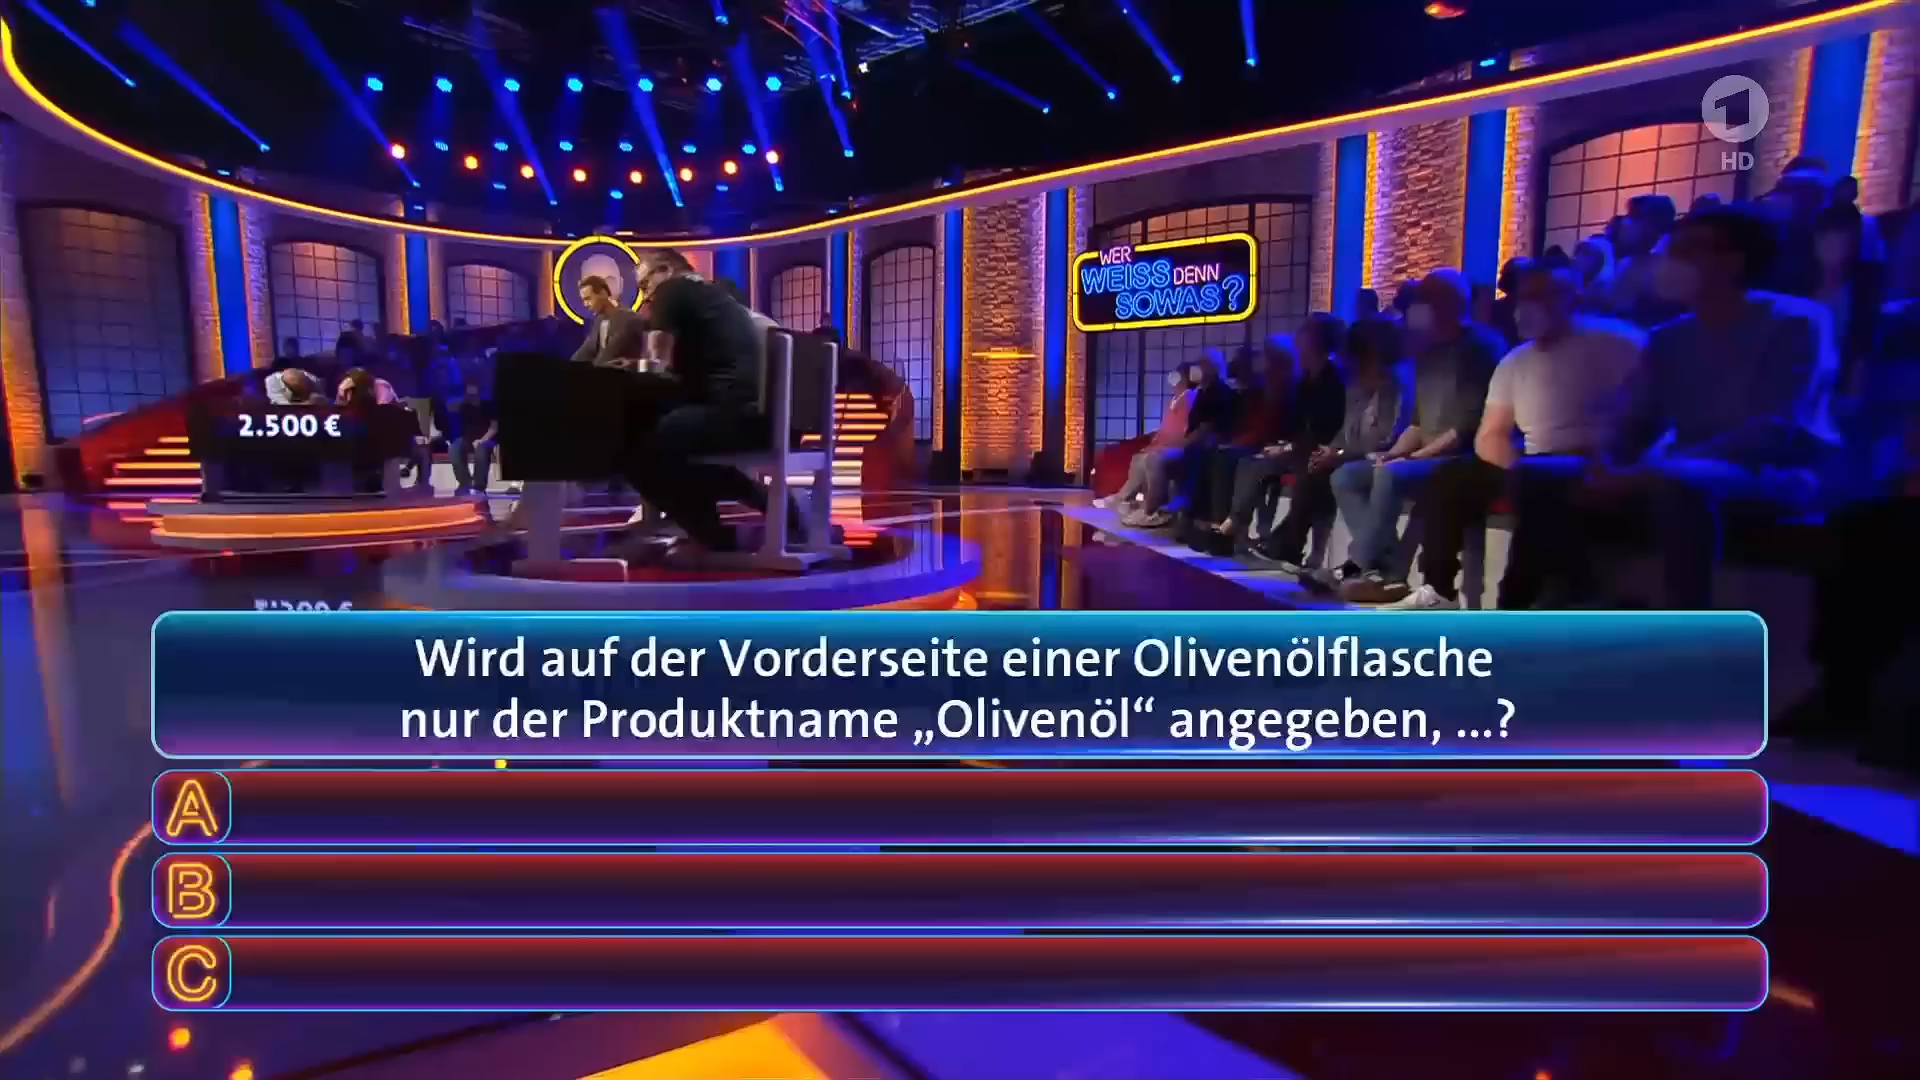 HD
WER
WEISS DENN
SOWAS?
2.500 €
Wird auf der Vorderseite einer Olivenölflasche
nur der Produktname „Olivenöl“ angegeben, ...?
A
B
C